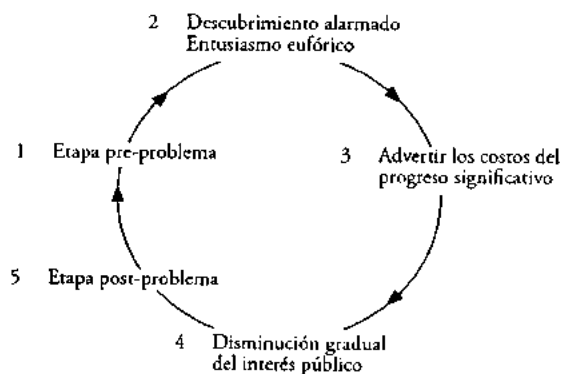 2 Descubrimiento alarmado
Entusiasmo eufórico
1 Etapa pre-problema
3 Advertir los costos del
progreso significativo
5 Etapa post-problema
4 Disminución gradual
del interés público